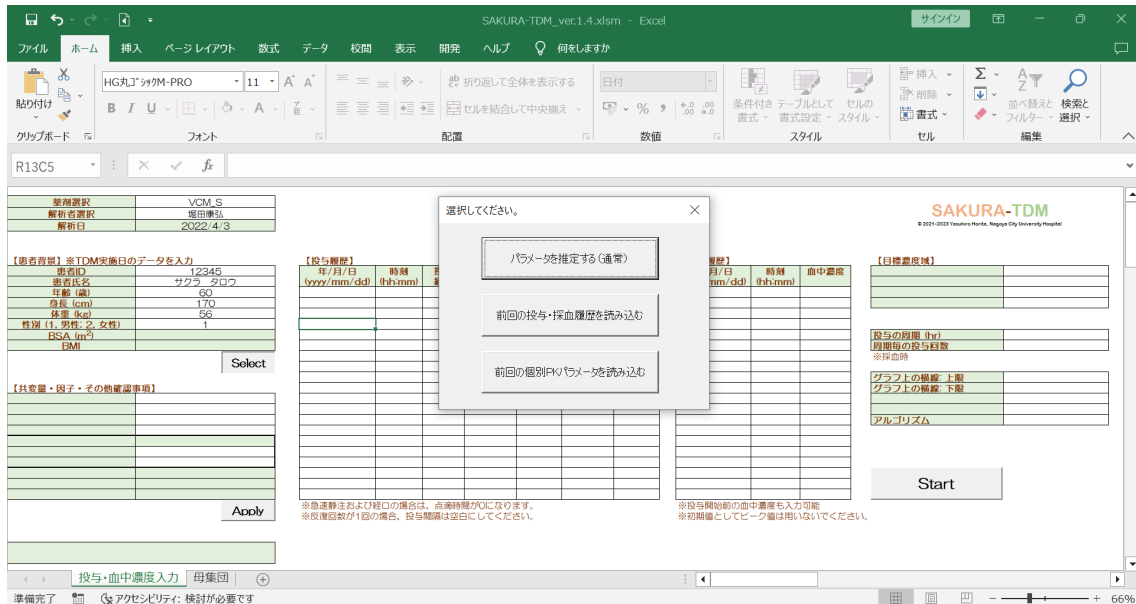 SAKURA-TDM_ver.1.4.xlsm - Excel
サインイン
ファイル ホーム 挿入 ページ レイアウト 数式 データ 校閲 表示 開発 ヘルプ 何をしますか
貼り付け
HG丸ｺﾞｼｯｸM-PRO 11
B I U
折り返して全体を表示する
セルを結合して中央揃え
日付
条件付き書式
テーブルとして書式設定
セルのスタイル
挿入
削除
書式
並べ替えとフィルター
検索と選択
クリップボード フォント 配置 数値 スタイル セル 編集
R13C5
fx
薬剤選択 VCM_S
解析者選択 堀田康弘
解析日 2022/4/3
【患者背景】※TDM実施日のデータを入力
患者ID 12345
患者氏名 サクラ タロウ
年齢 (歳) 60
身長 (cm) 170
体重 (kg) 56
性別 (1, 男性; 2, 女性) 1
BSA (m²)
BMI
Select
【共変量・因子・その他確認事項】
Apply
【投与履歴】
年/月/日 時刻
(yyyy/mm/dd) (hh:mm)
選択してください。
パラメータを推定する（通常）
前回の投与・採血履歴を読み込む
前回の個別PKパラメータを読み込む
履歴】
月/日 時刻 血中濃度
mm/dd) (hh:mm)
※急速静注および経口の場合は、点滴時間が0になります。
※反復回数が1回の場合、投与間隔は空白にしてください。
※投与開始前の血中濃度も入力可能
※初期値としてピーク値は用いないでください。
SAKURA-TDM
© 2021-2023 Yasuhiro Horita, Nagoya City University Hospital
【目標濃度域】
投与の周期 (hr)
周期毎の投与回数
※採血時
グラフ上の横線: 上限
グラフ上の横線: 下限
アルゴリズム
Start
投与・血中濃度入力 母集団
準備完了 アクセシビリティ: 検討が必要です
66%